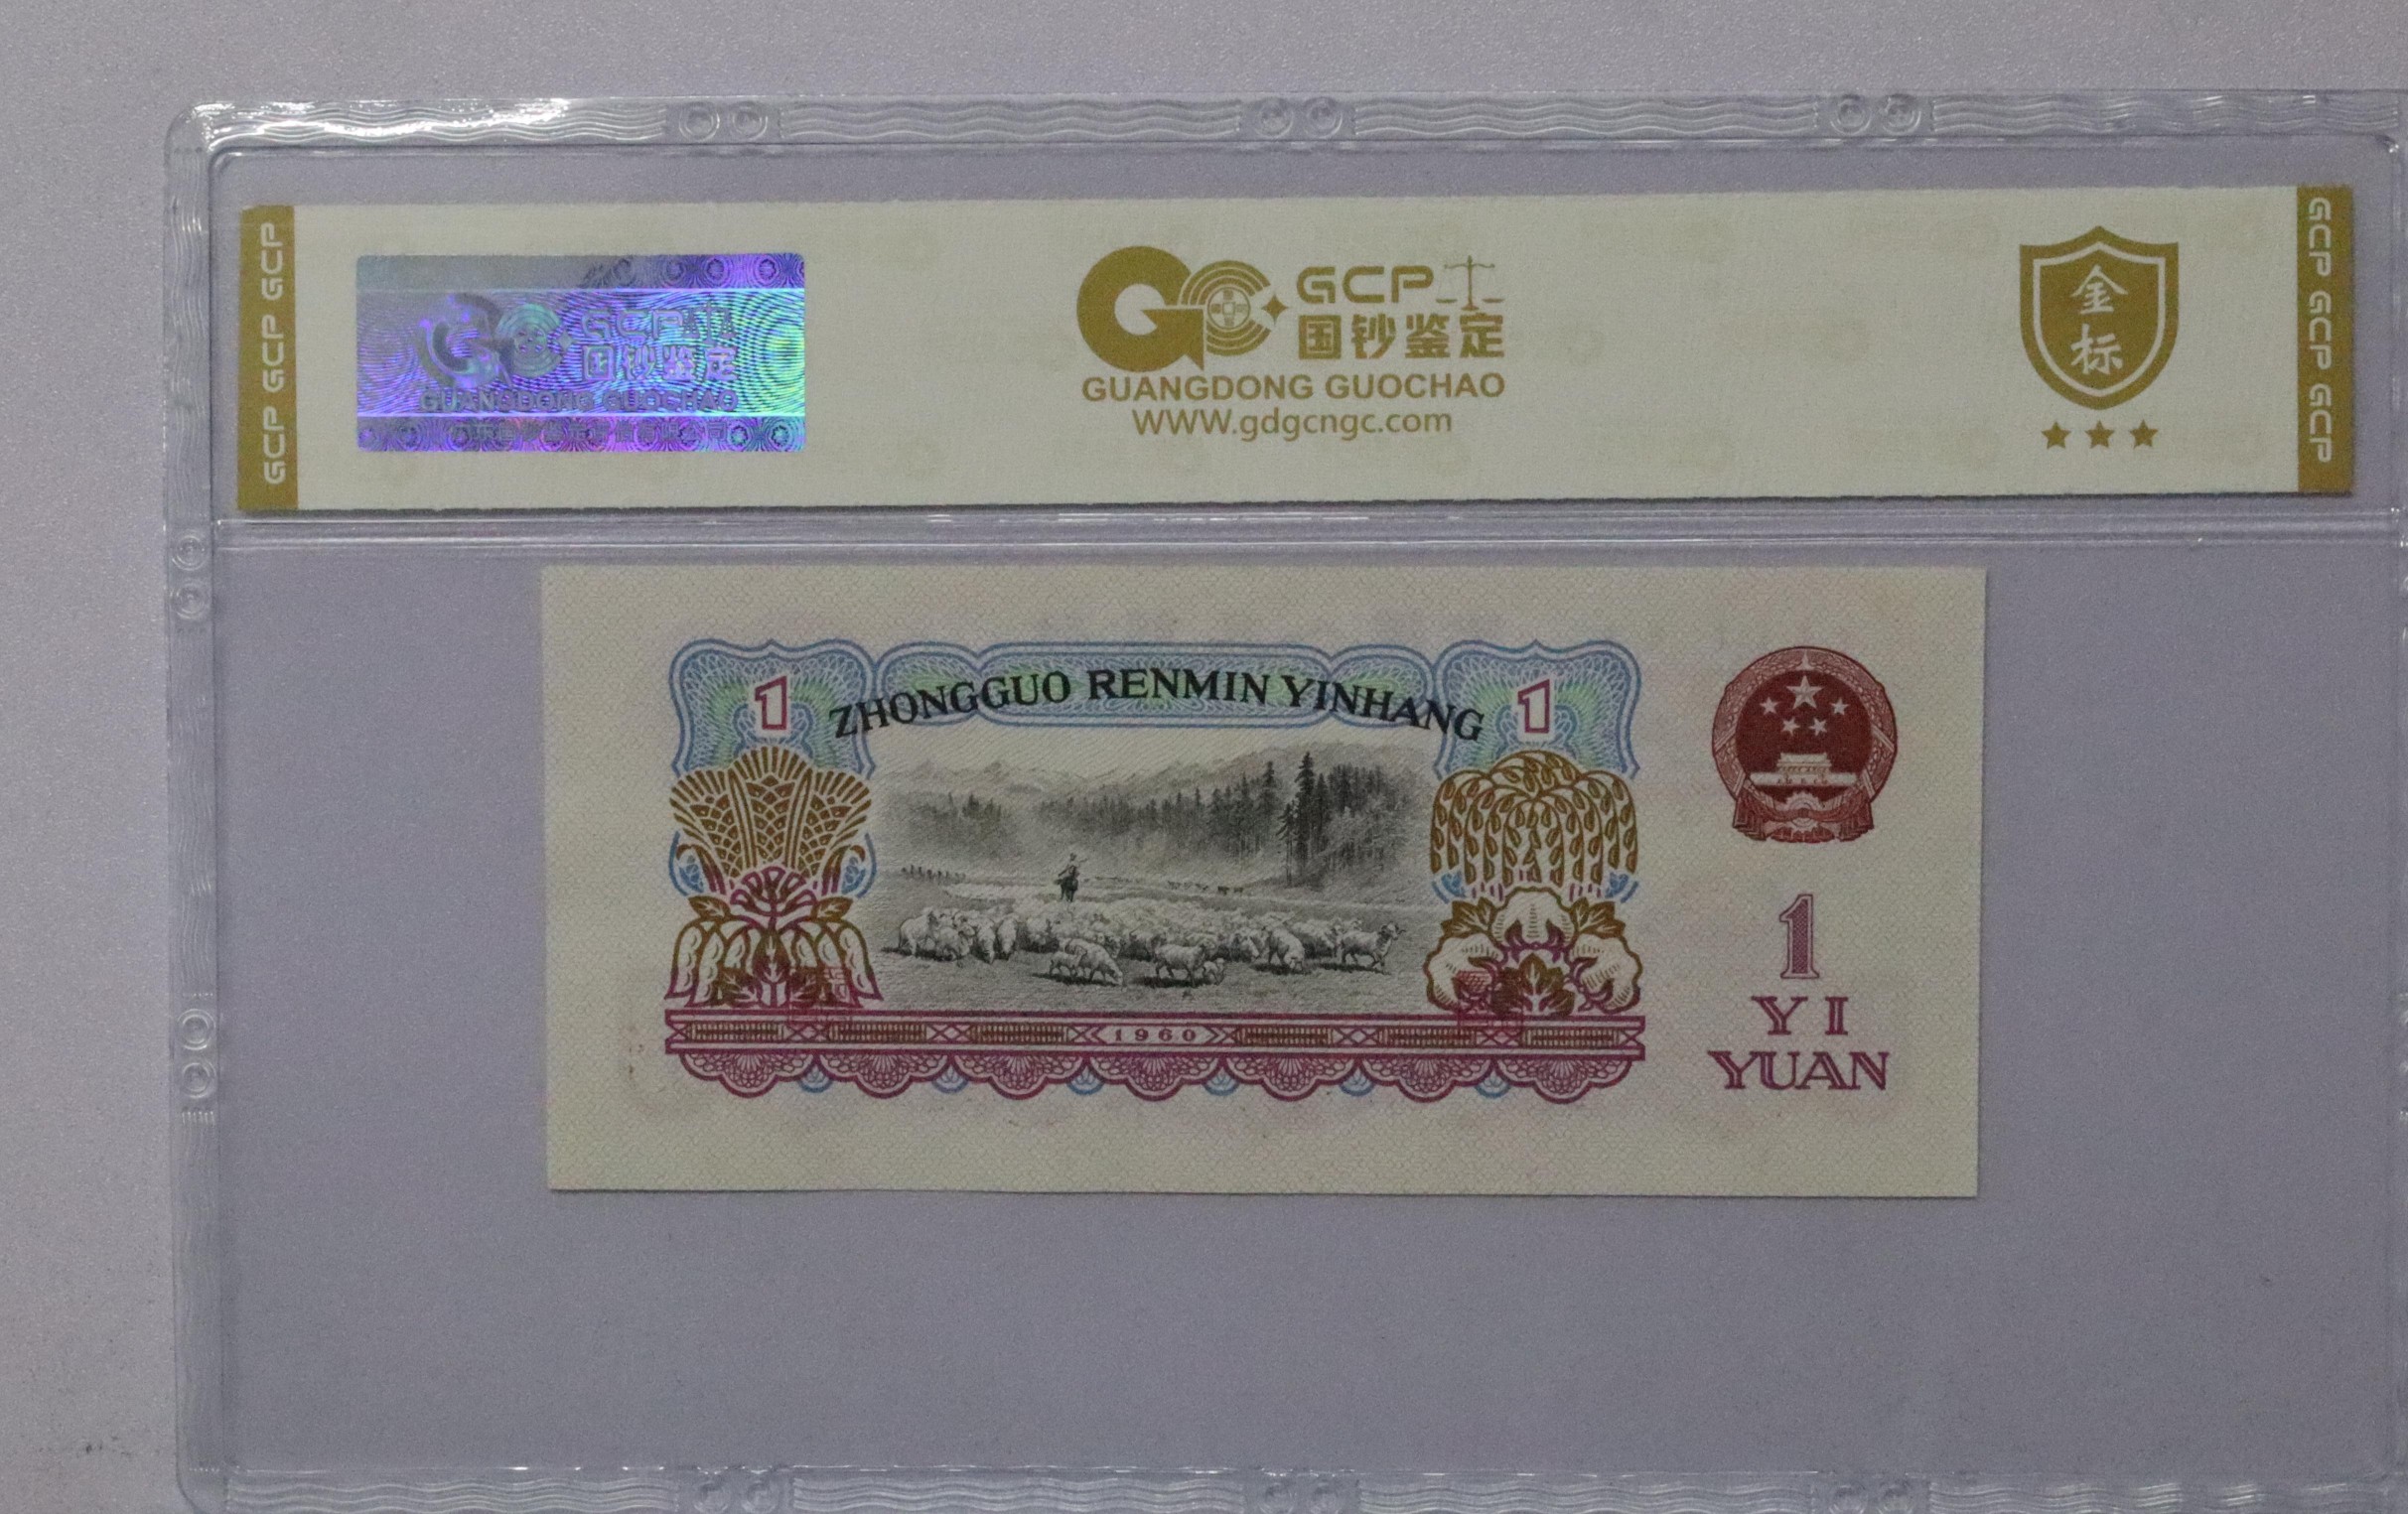 GCP GCP GCP
GCP
国钞鉴定
GUANGDONG GUOCHAO
GCP
国钞鉴定
GUANGDONG GUOCHAO
WWW.gdgcngc.com
金
标
GCP GCP GCP
ZHONGGUO RENMIN YINHANG
1
1
1960
1
YI
YUAN